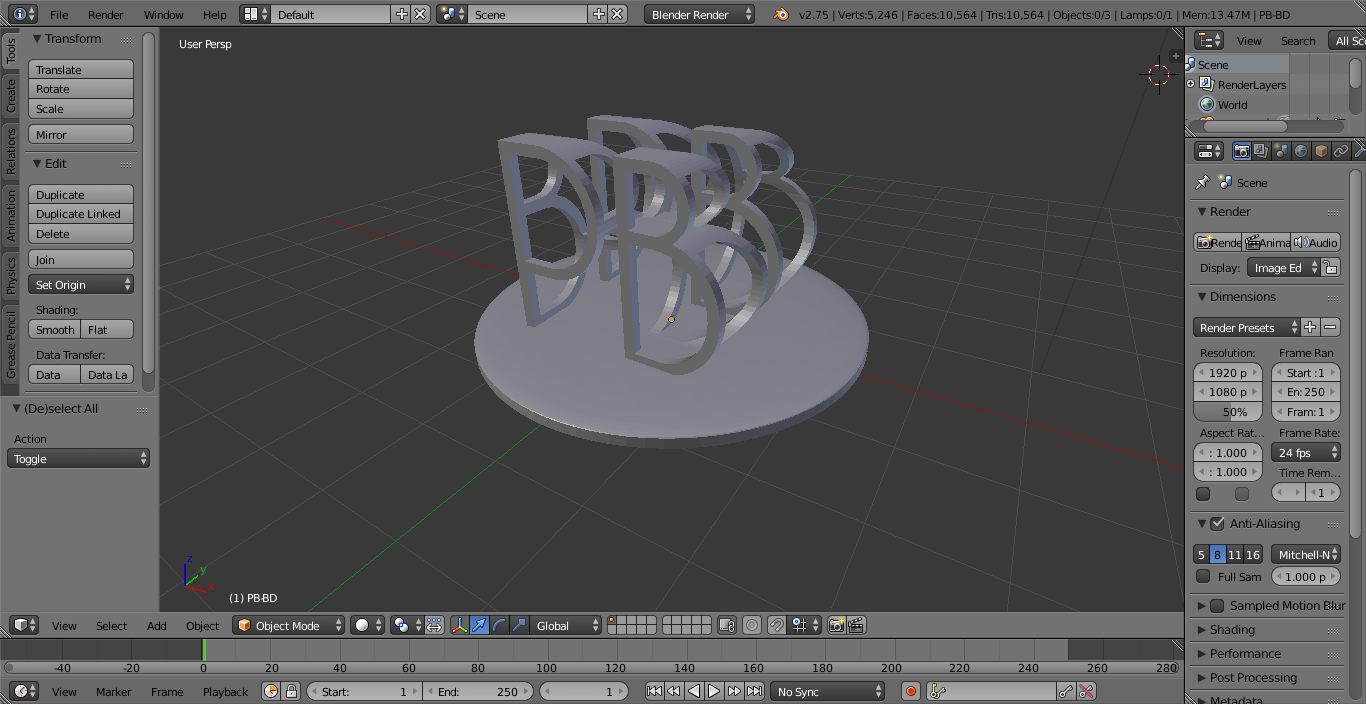 File Render Window Help Default Scene Blender Render v2.75 | Verts:5,246 | Faces:10,564 | Tris:10,564 | Objects:0/3 | Lamps:0/1 | Mem:13.47M | PB-BD
Tools
Create
Relations
Animation
Physics
Grease Pencil
Transform
Translate
Rotate
Scale
Mirror
Edit
Duplicate
Duplicate Linked
Delete
Join
Set Origin
Shading:
Smooth Flat
Data Transfer:
Data Data La
(De)select All
Action
Toggle
User Persp
z
y
x
(1) PB-BD
View Select Add Object Object Mode Global
-40 -20 0 20 40 60 80 100 120 140 160 180 200 220 240 260 280
View Marker Frame Playback Start: 1 End: 250 1 No Sync
View Search All Sc
Scene
RenderLayers
World
Scene
Render
Rende Anima Audio
Display: Image Ed
Dimensions
Render Presets
Resolution: Frame Ran
1920 p Start :1
1080 p En: 250
50% Fram: 1
Aspect Rat... Frame Rate:
: 1.000 24 fps
: 1.000 Time Rem...
1
Anti-Aliasing
5 8 11 16 Mitchell-N
Full Sam 1.000 p
Sampled Motion Blur
Shading
Performance
Post Processing
Metadata